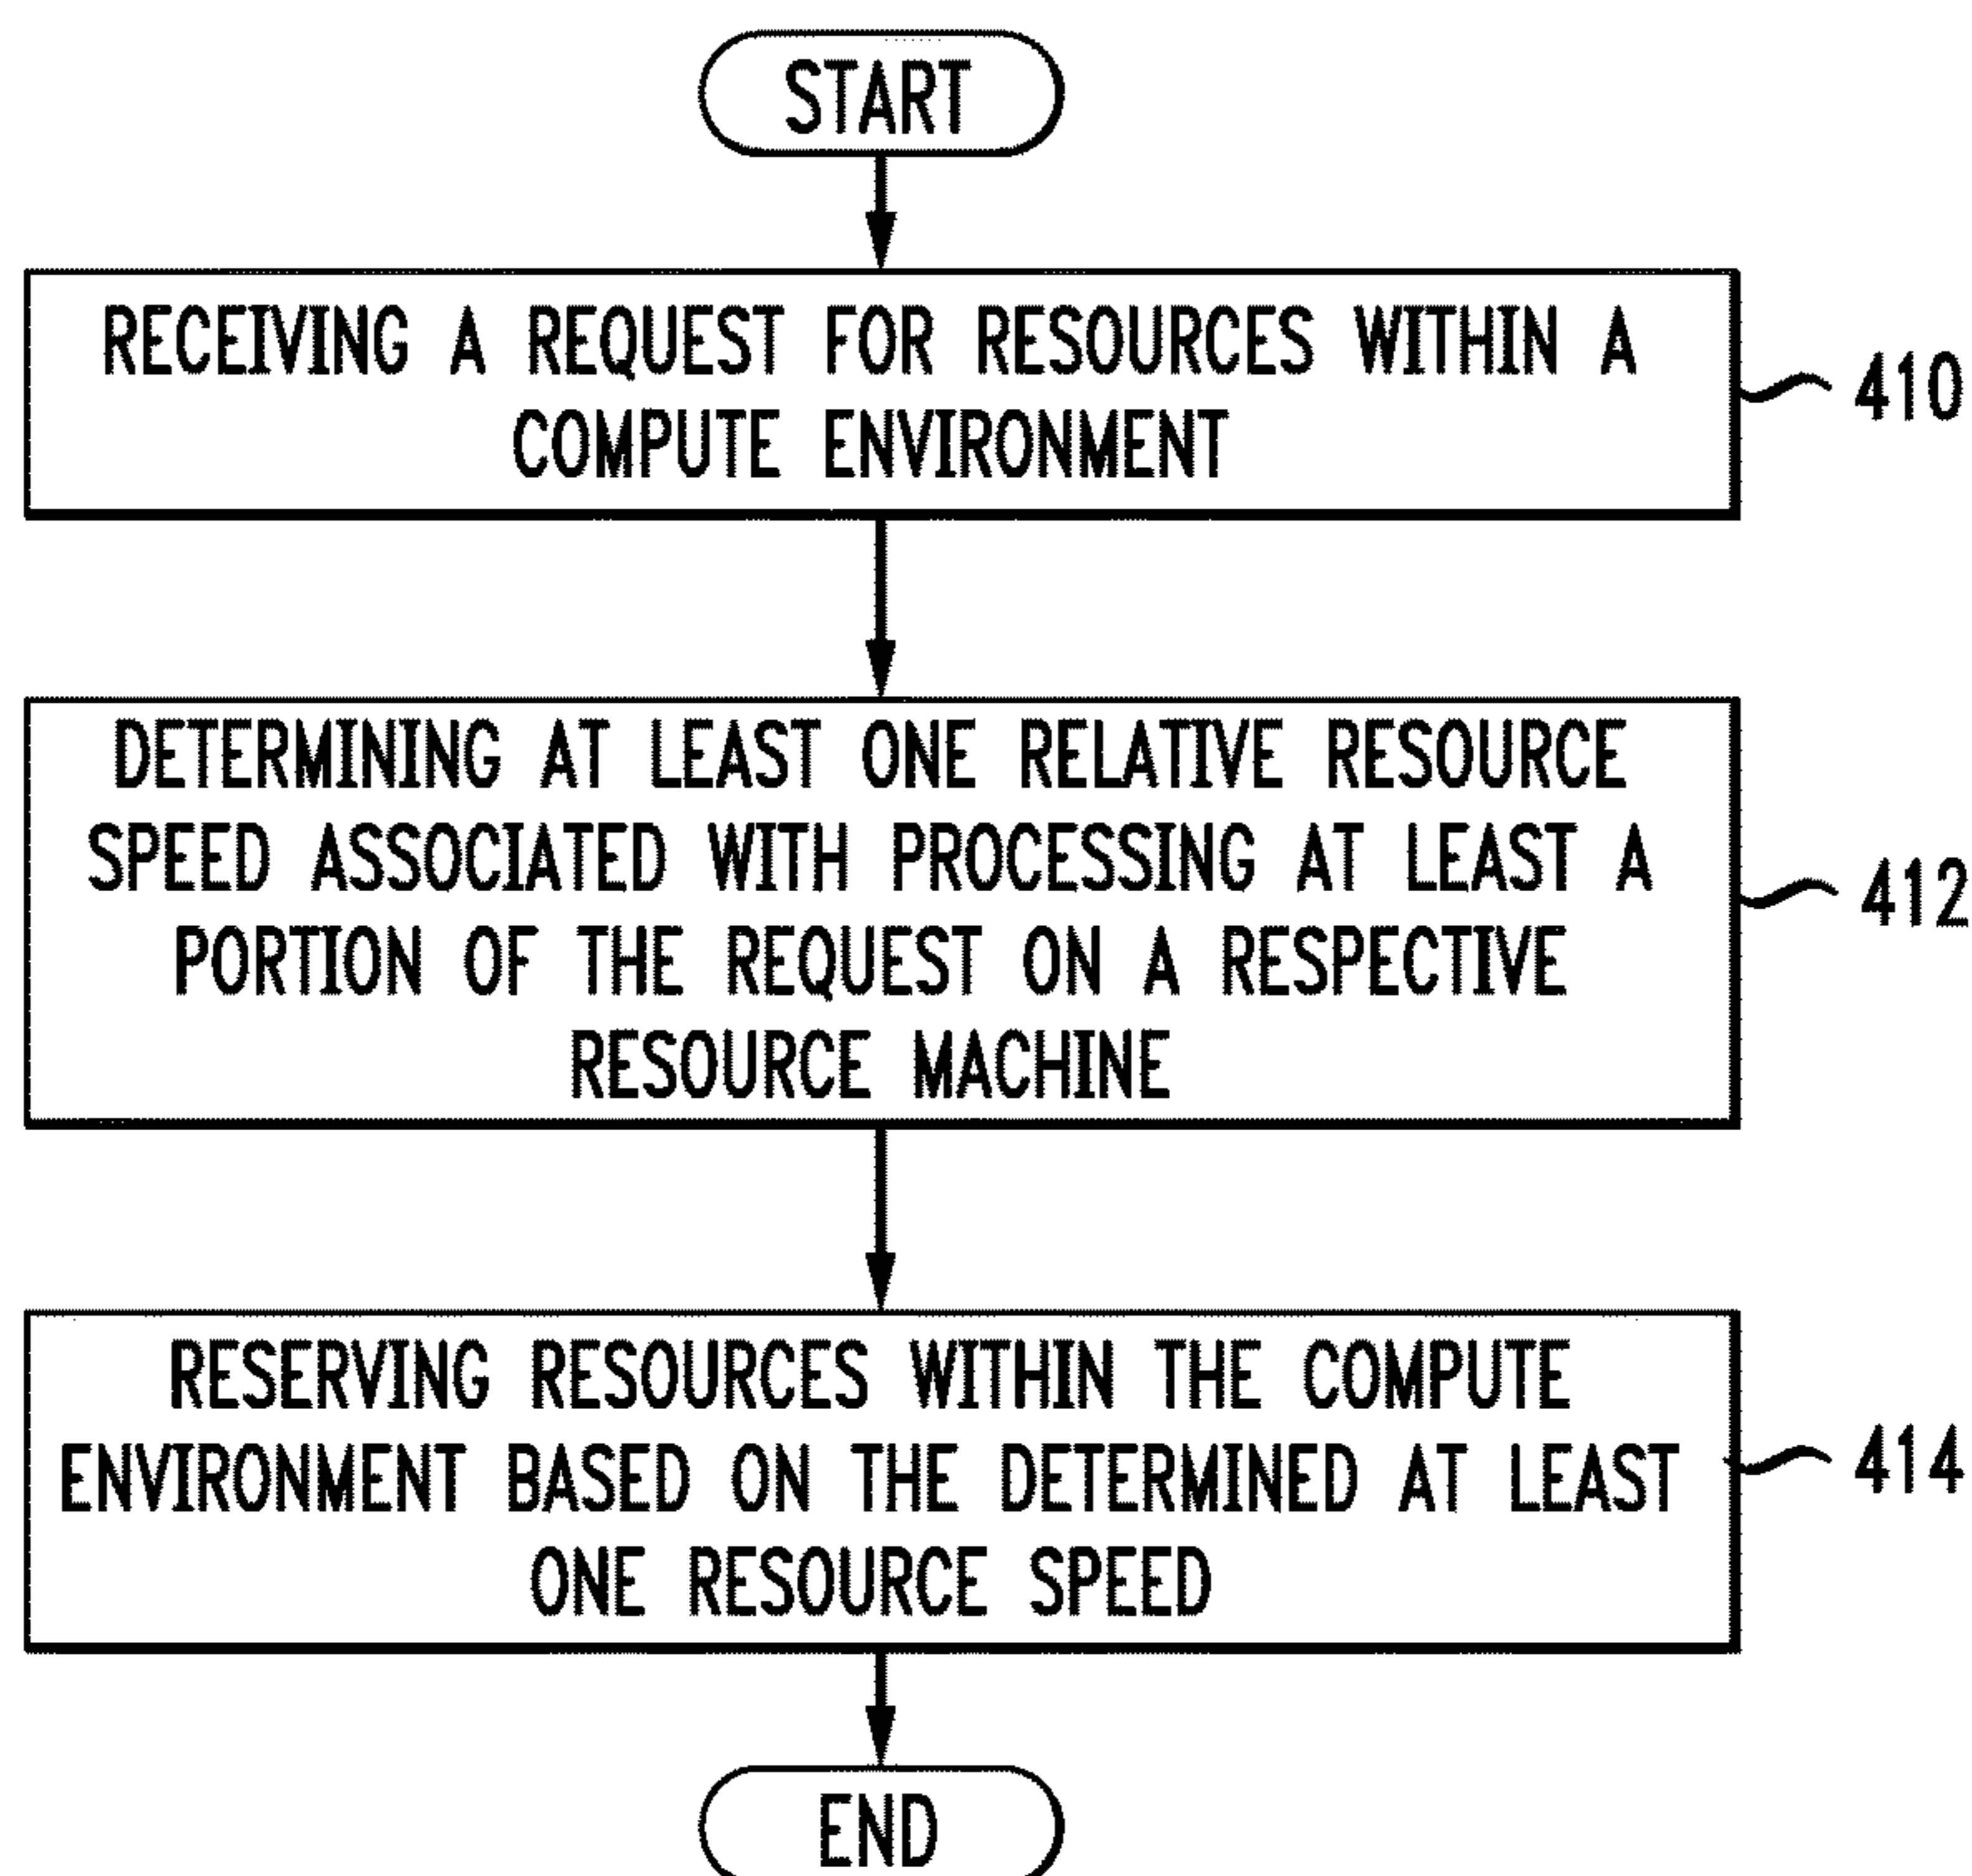 START
RECEIVING A REQUEST FOR RESOURCES WITHIN A
COMPUTE ENVIRONMENT
410
DETERMINING AT LEAST ONE RELATIVE RESOURCE
SPEED ASSOCIATED WITH PROCESSING AT LEAST A
PORTION OF THE REQUEST ON A RESPECTIVE
RESOURCE MACHINE
412
RESERVING RESOURCES WITHIN THE COMPUTE
ENVIRONMENT BASED ON THE DETERMINED AT LEAST
ONE RESOURCE SPEED
414
END